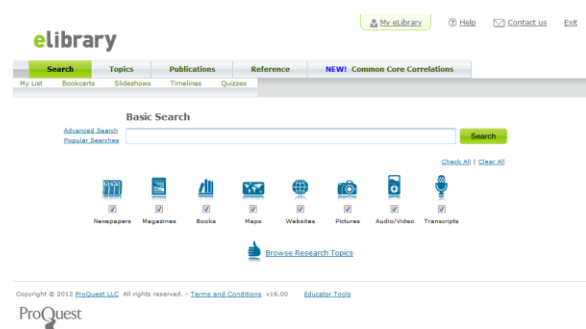 My eLibrary Help Contact us Exit
elibrary
Search Topics Publications Reference NEW! Common Core Correlations
My List Bookcarts Slideshows Timelines Quizzes
Basic Search
Advanced Search
Popular Searches
Search
Check All | Clear All
Newspapers Magazines Books Maps Websites Pictures Audio/Video Transcripts
Browse Research Topics
Copyright © 2012 ProQuest LLC All rights reserved. - Terms and Conditions v16.00 Educator Tools
ProQuest